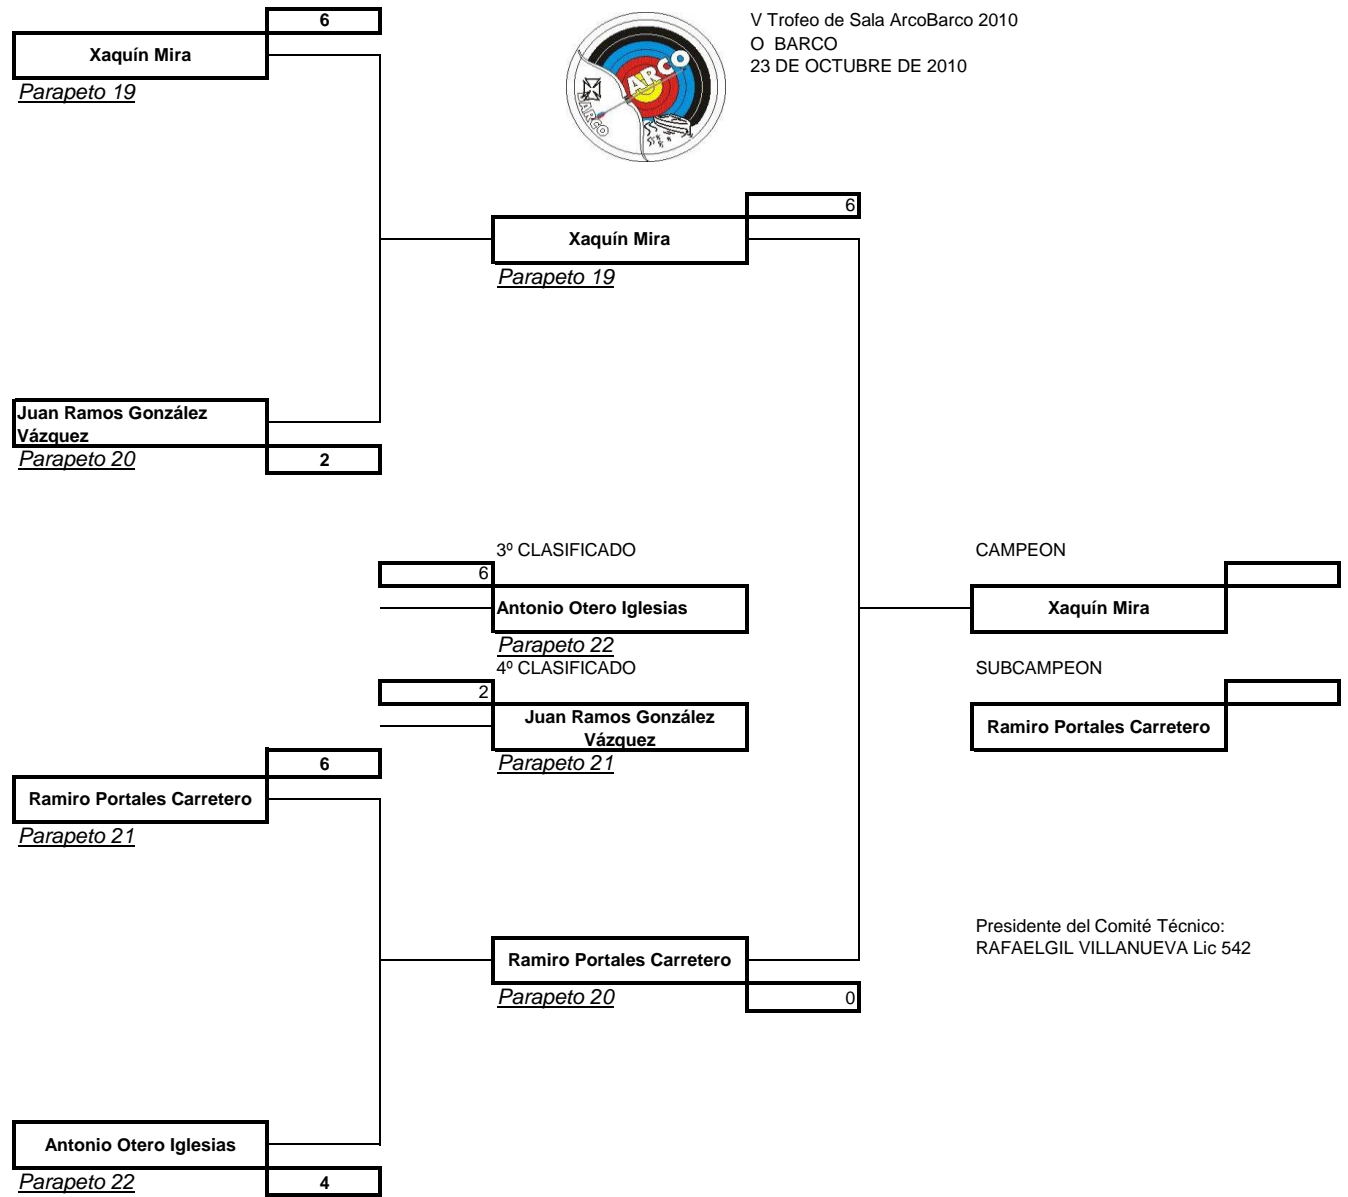 6
Xaquín Mira
Parapeto 19
ARCO
BARCO
V Trofeo de Sala ArcoBarco 2010
O BARCO
23 DE OCTUBRE DE 2010
6
Xaquín Mira
Parapeto 19
Juan Ramos González
Vázquez
Parapeto 20
2
3º CLASIFICADO
6
Antonio Otero Iglesias
Parapeto 22
4º CLASIFICADO
2
Juan Ramos González
Vázquez
Parapeto 21
CAMPEON
Xaquín Mira
SUBCAMPEON
Ramiro Portales Carretero
6
Ramiro Portales Carretero
Parapeto 21
Ramiro Portales Carretero
Parapeto 20
0
Presidente del Comité Técnico:
RAFAELGIL VILLANUEVA Lic 542
Antonio Otero Iglesias
Parapeto 22
4